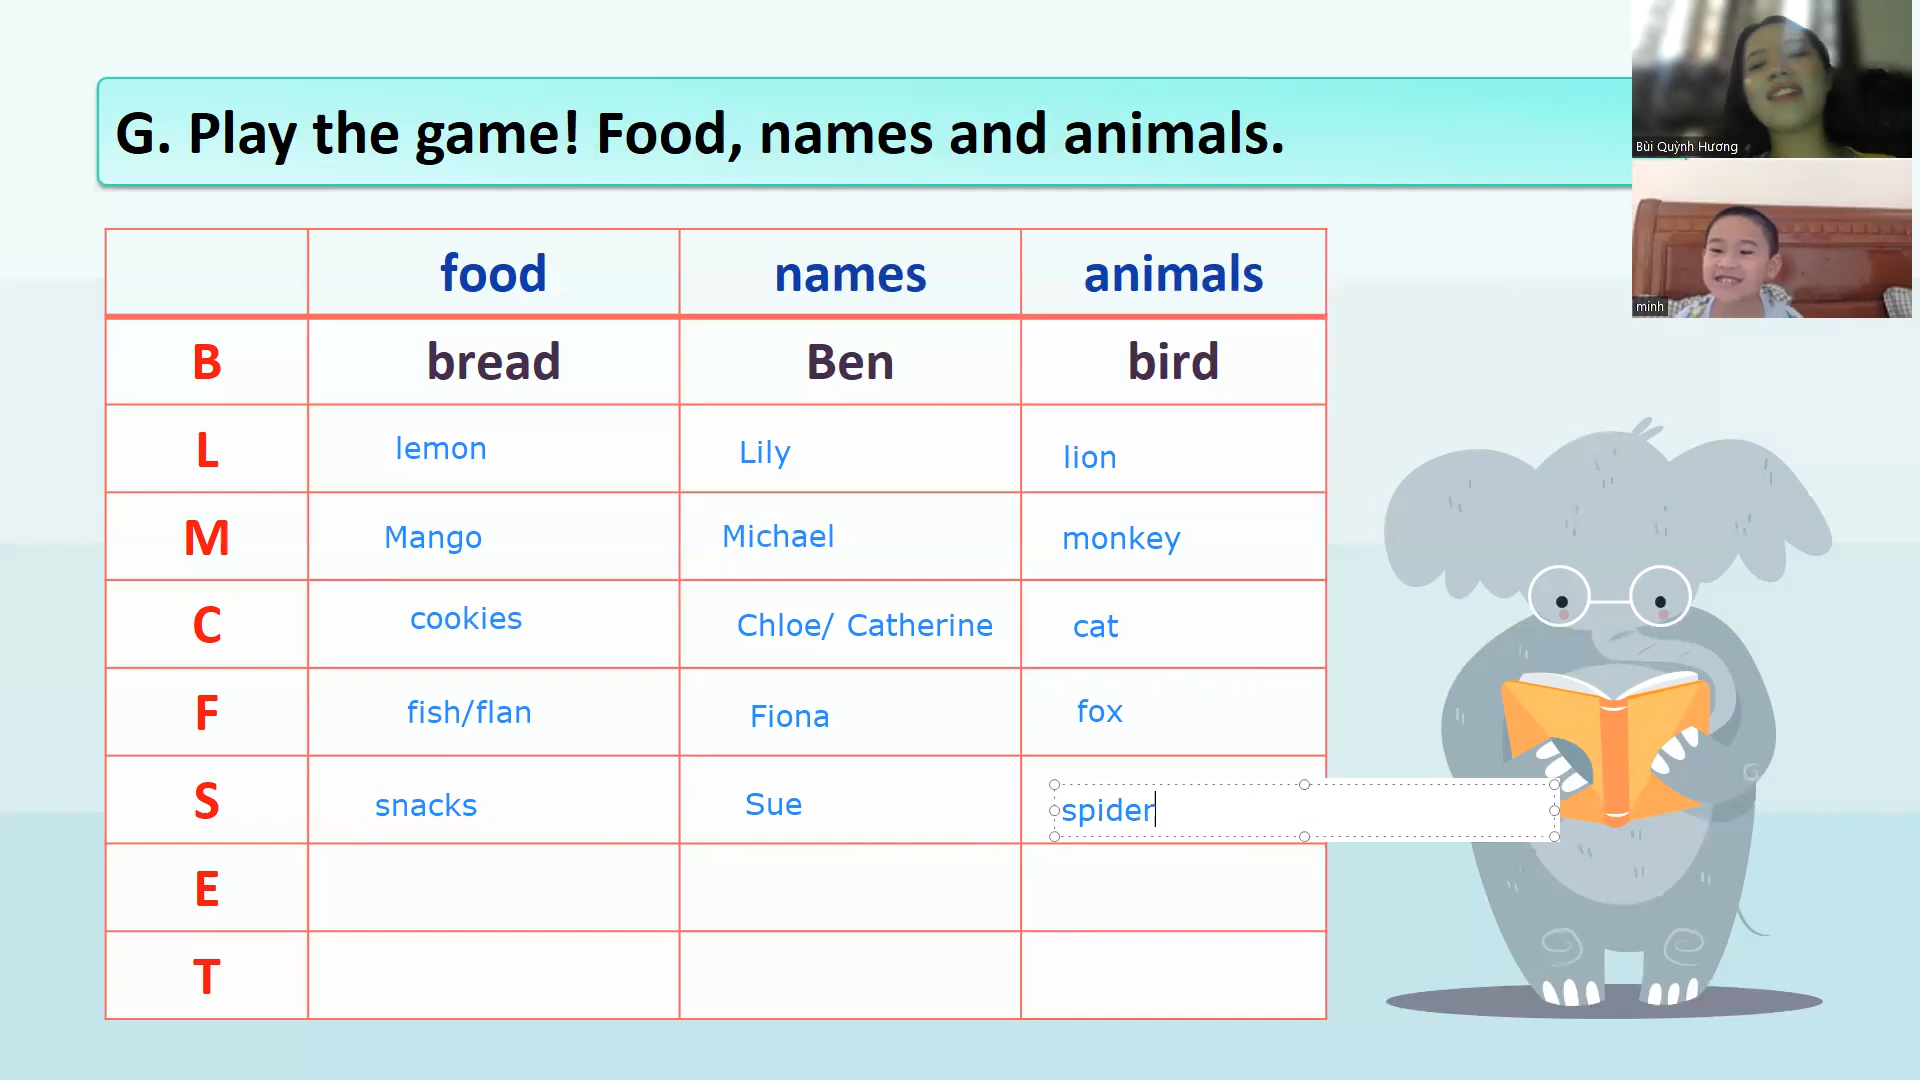 G. Play the game! Food, names and animals.
Bùi Quỳnh Hương
minh
food names animals
B bread Ben bird
L lemon Lily lion
M Mango Michael monkey
C cookies Chloe/ Catherine cat
F fish/flan Fiona fox
S snacks Sue spider
E
T